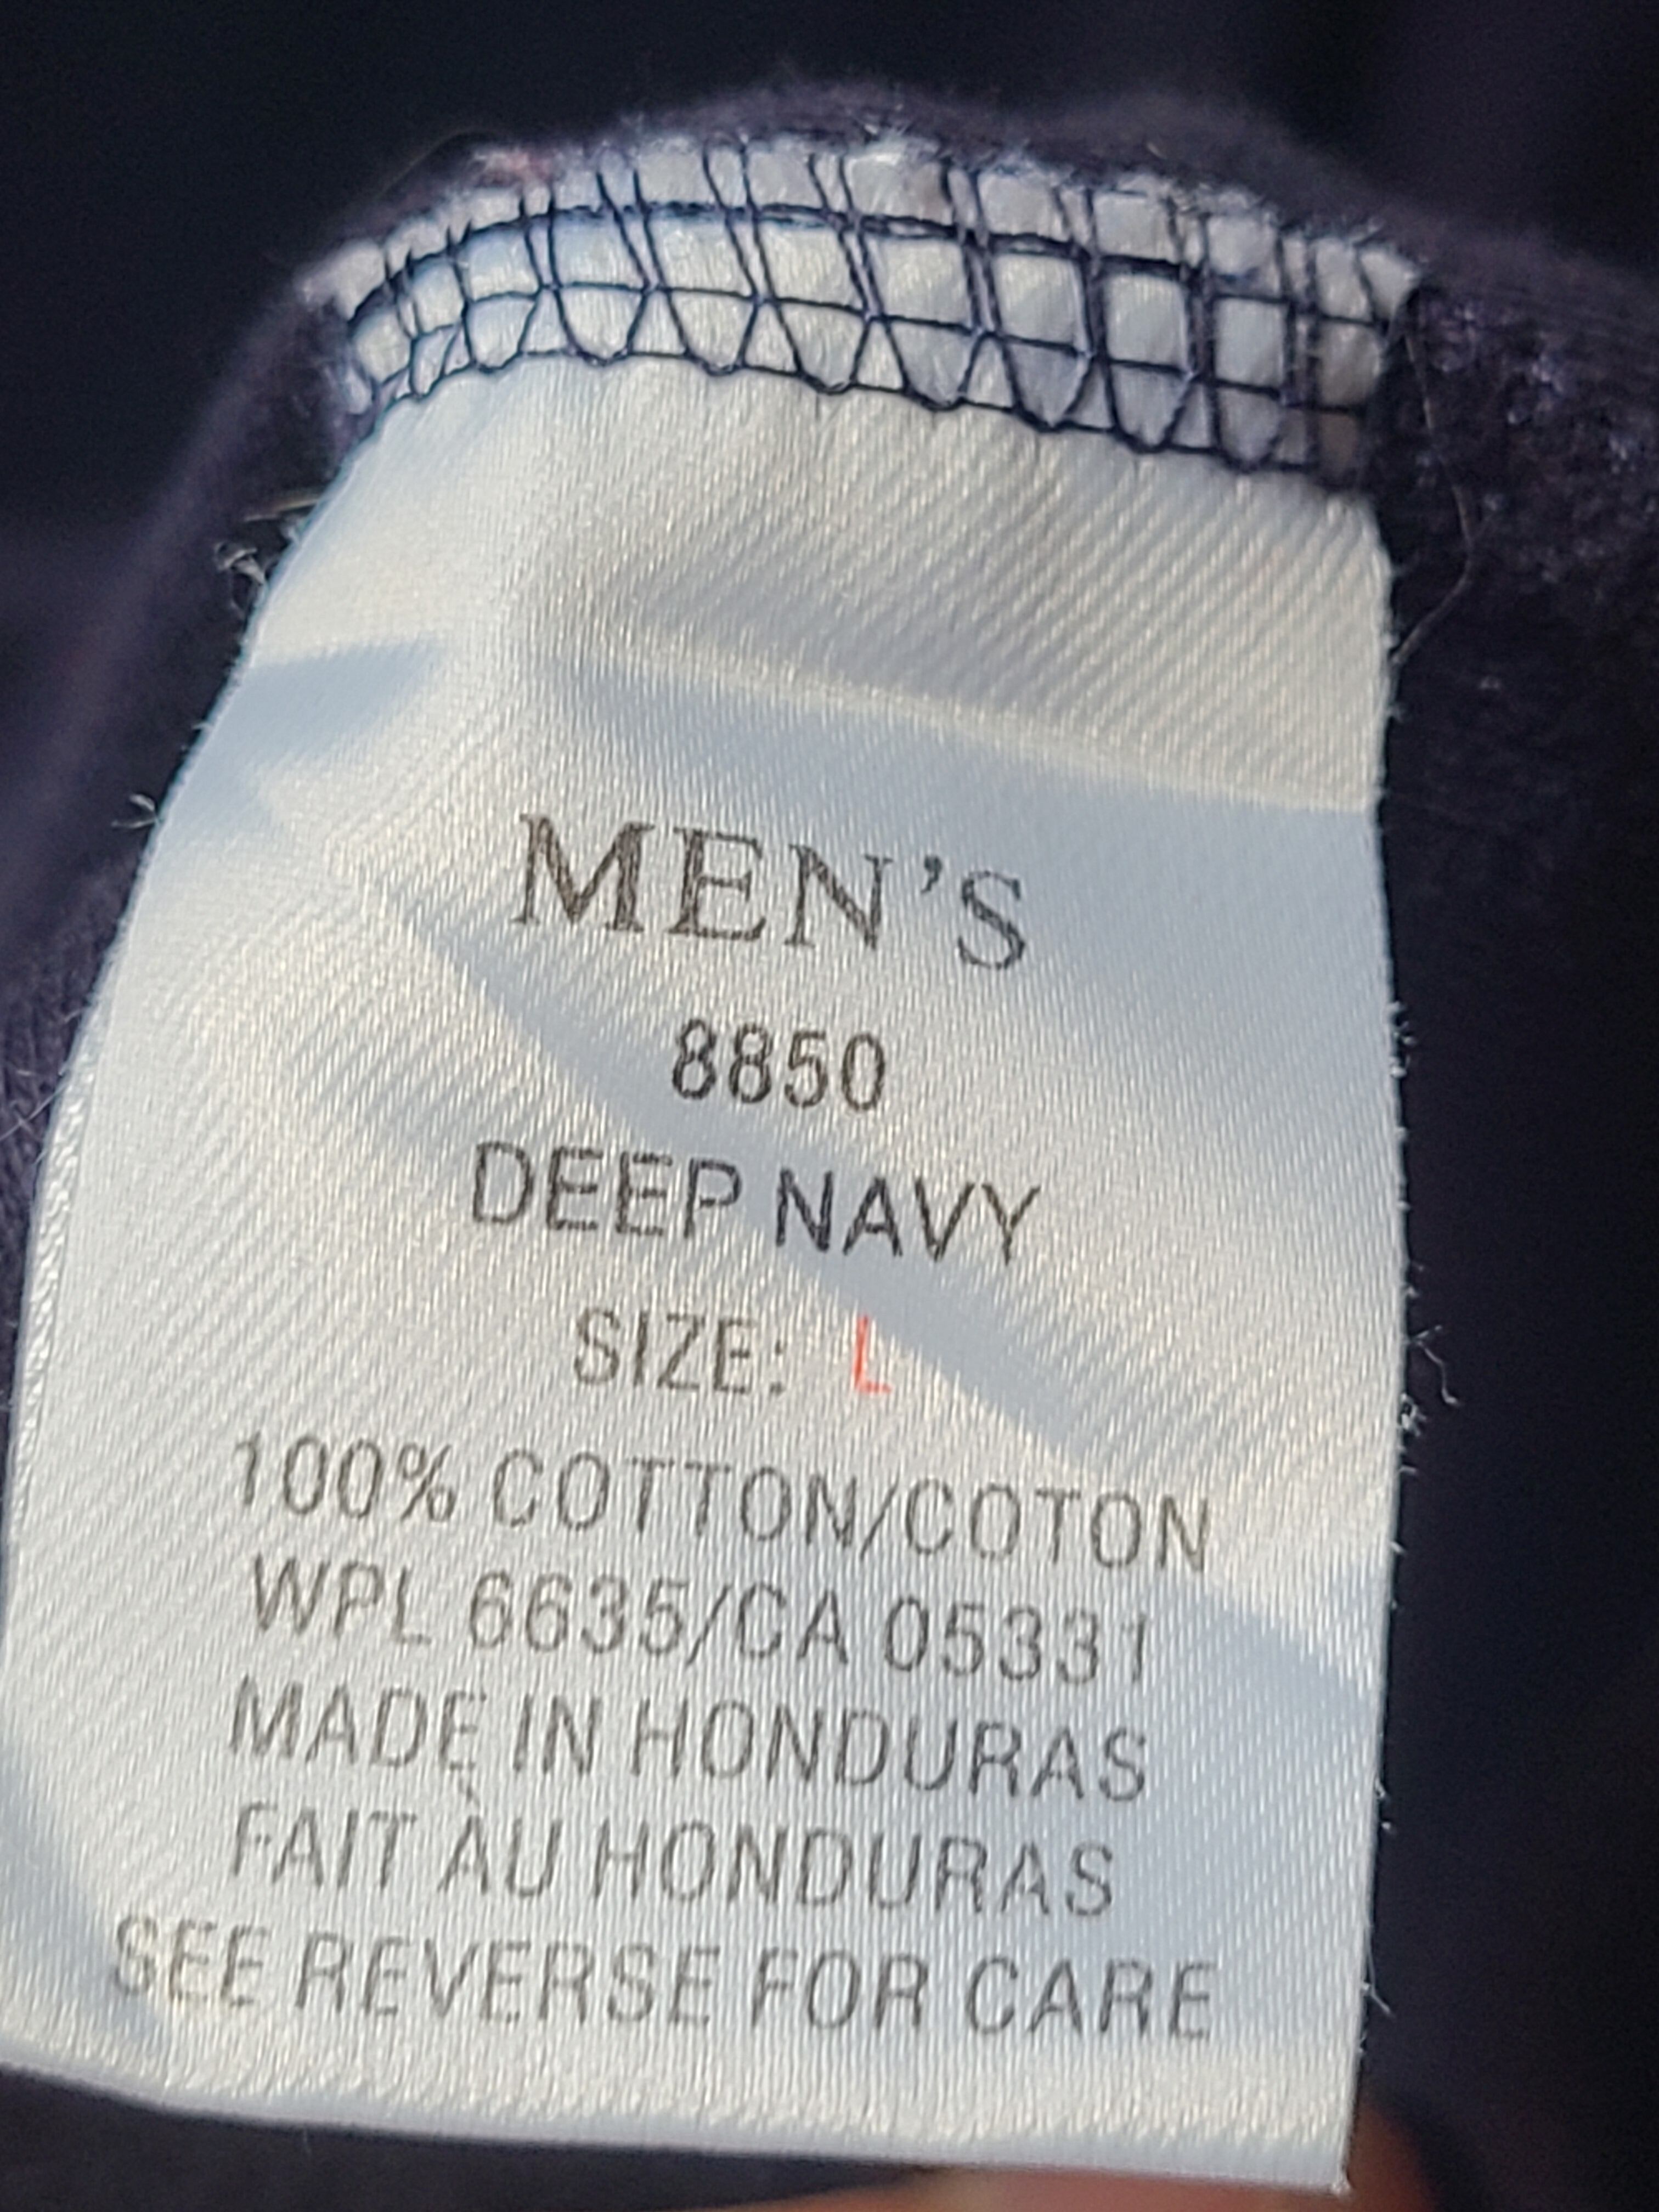 MEN'S
8850
DEEP NAVY
SIZE: L
100% COTTON/COTON
WPL 6635/CA 05331
MADE IN HONDURAS
FAIT ÀU HONDURAS
SEE REVERSE FOR CARE